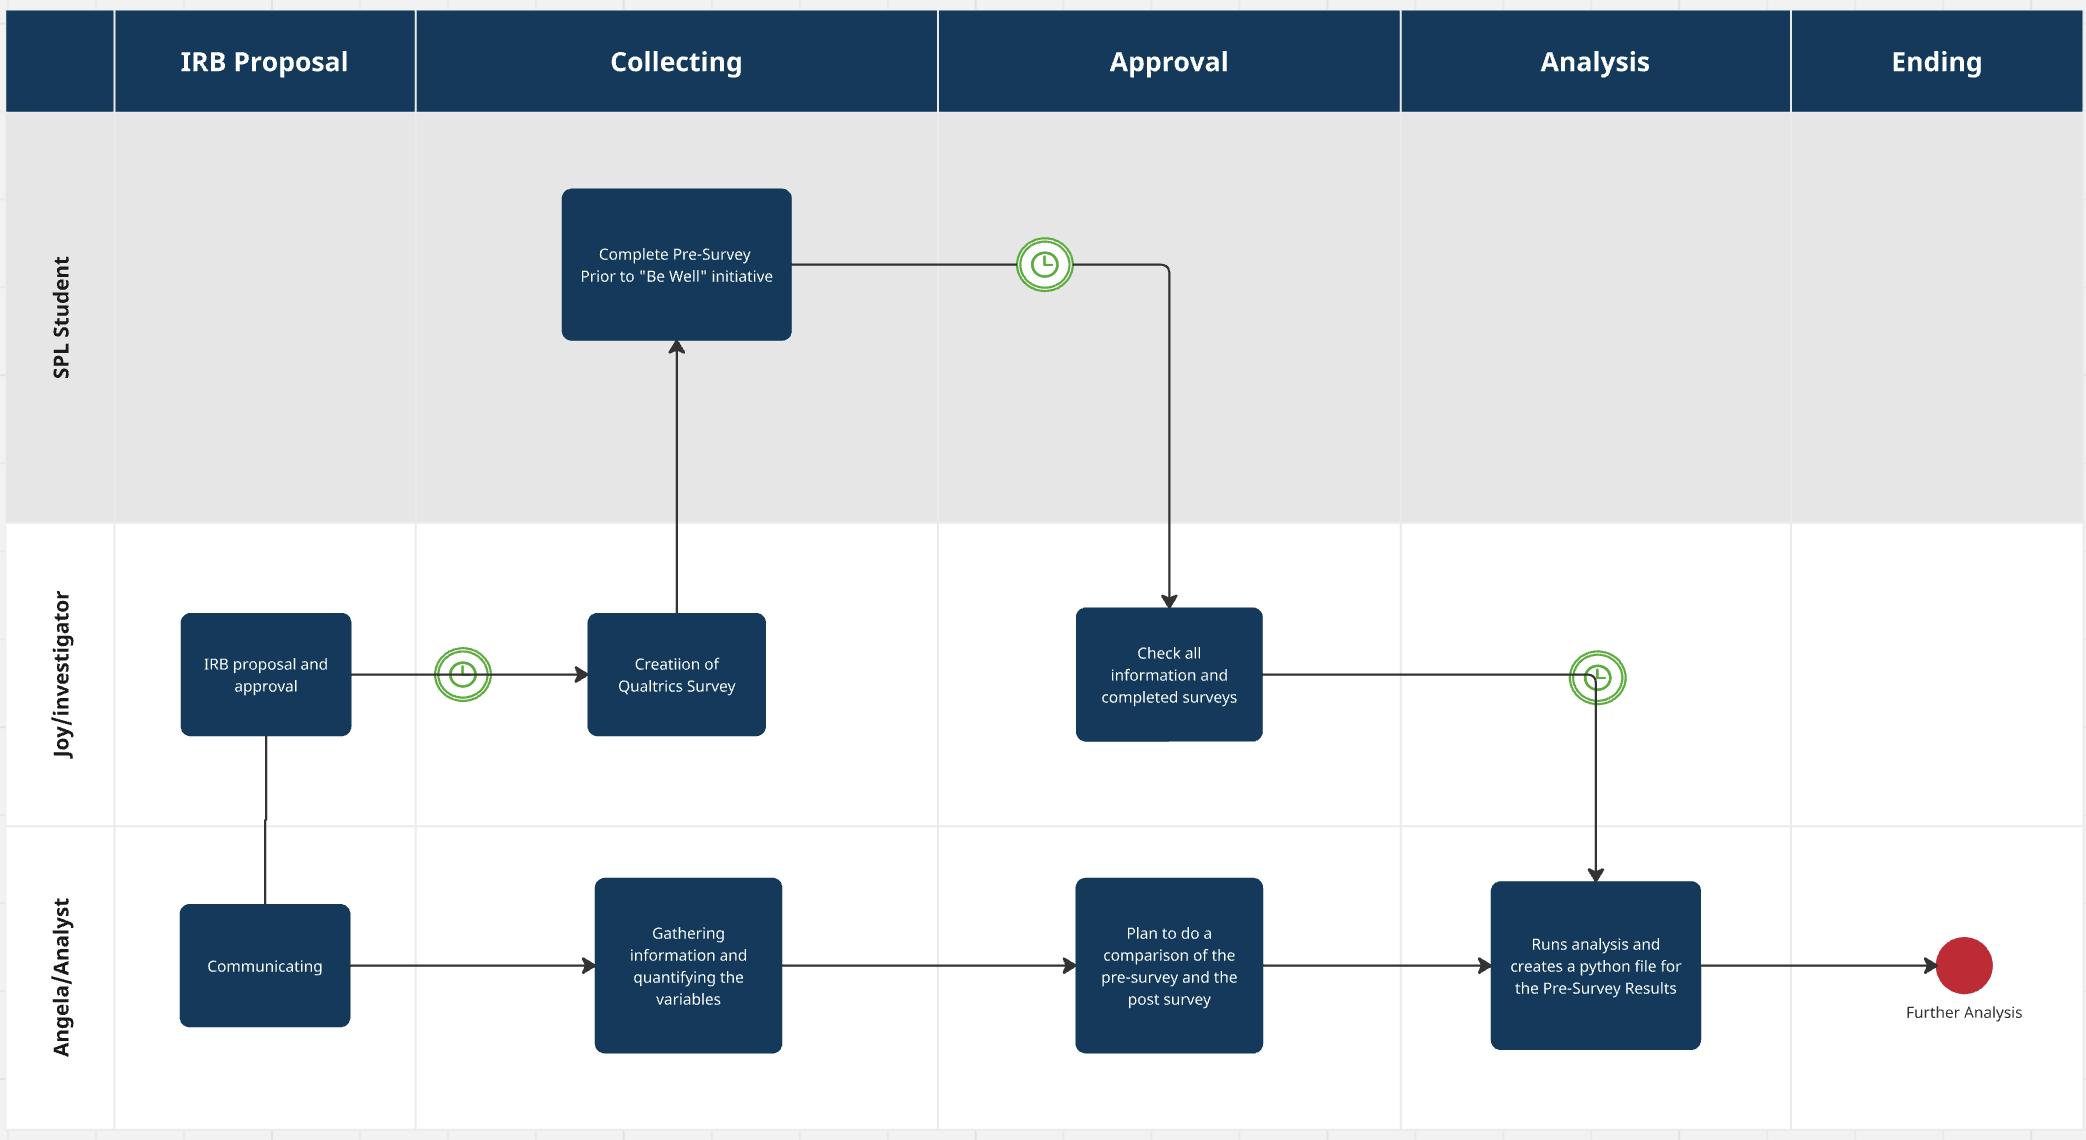 IRB Proposal
Collecting
Approval
Analysis
Ending
SPL Student
Complete Pre-Survey
Prior to "Be Well" initiative
Joy/investigator
IRB proposal and
approval
Creatiion of
Qualtrics Survey
Check all
information and
completed surveys
Angela/Analyst
Communicating
Gathering
information and
quantifying the
variables
Plan to do a
comparison of the
pre-survey and the
post survey
Runs analysis and
creates a python file for
the Pre-Survey Results
Further Analysis